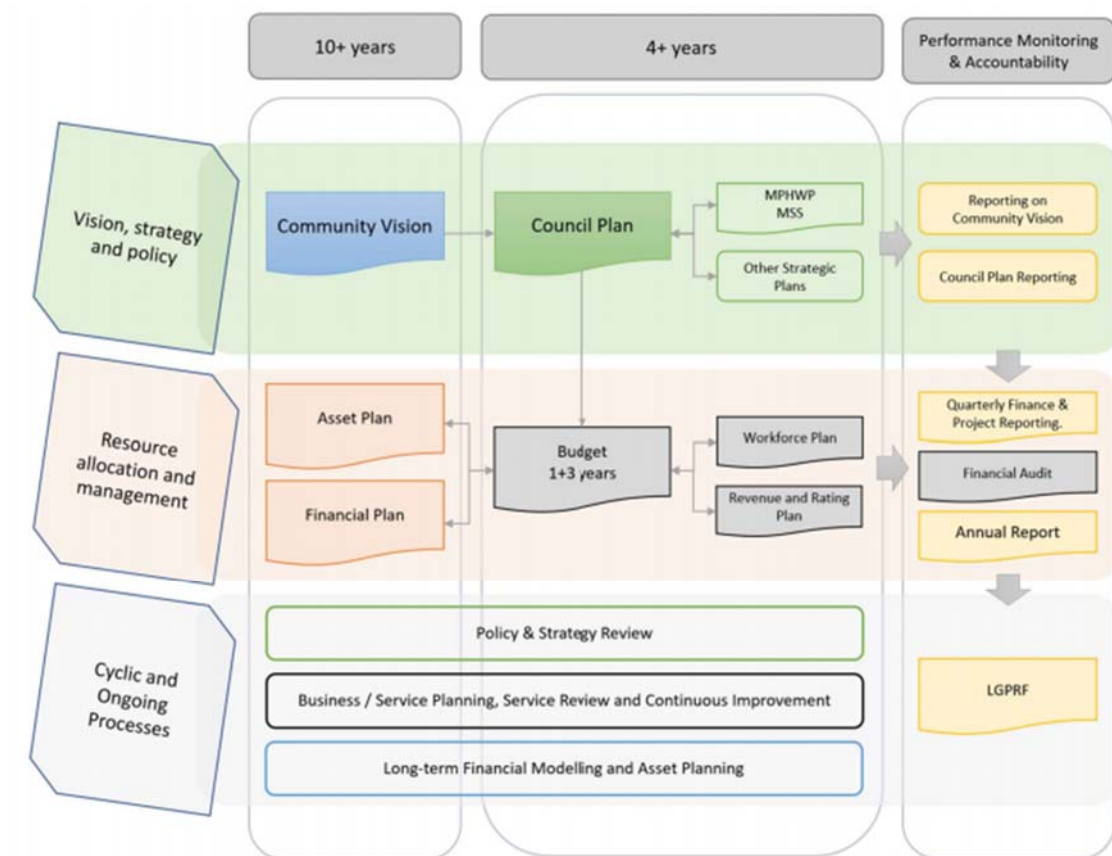 10+ years
4+ years
Performance Monitoring
& Accountability
Vision, strategy
and policy
Community Vision
Council Plan
MPHWP
MSS
Other Strategic
Plans
Reporting on
Community Vision
Council Plan Reporting
Resource
allocation and
management
Asset Plan
Financial Plan
Budget
1+3 years
Workforce Plan
Revenue and Rating
Plan
Quarterly Finance &
Project Reporting.
Financial Audit
Annual Report
Cyclic and
Ongoing
Processes
Policy & Strategy Review
Business / Service Planning, Service Review and Continuous Improvement
Long-term Financial Modelling and Asset Planning
LGPRF